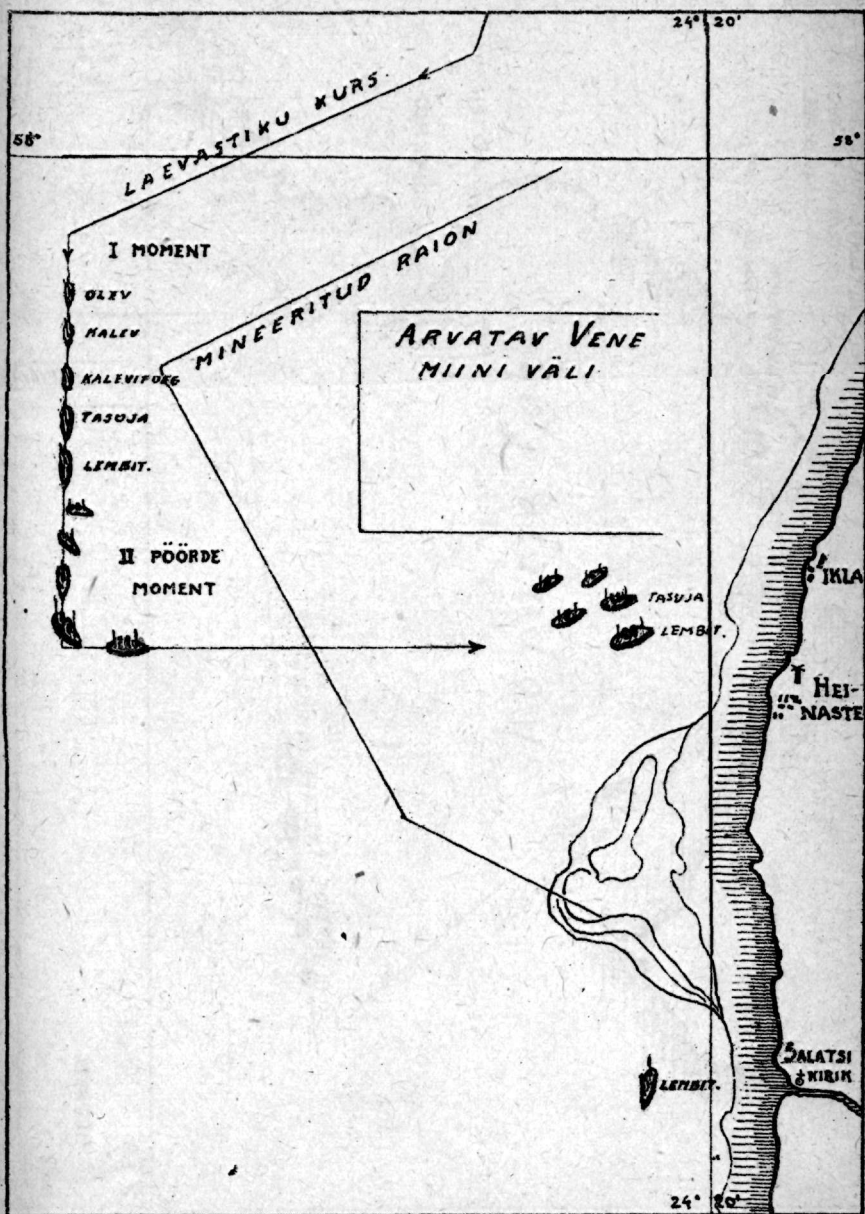 24° 20'
LAEVASTIKU KURS.
58°
58°
I MOMENT
OLEV
KALEV
KALEVIPOEG
TASUJA
LEMBIT.
MINEERITUD RAION
ARVATAV VENE
MIINI VÄLI
II PÖÖRDE
MOMENT
TASUJA
LEMBIT.
IKLA
HEI-
NASTE
SALATSI
KIRIK
LEMBIT.
24° 20'